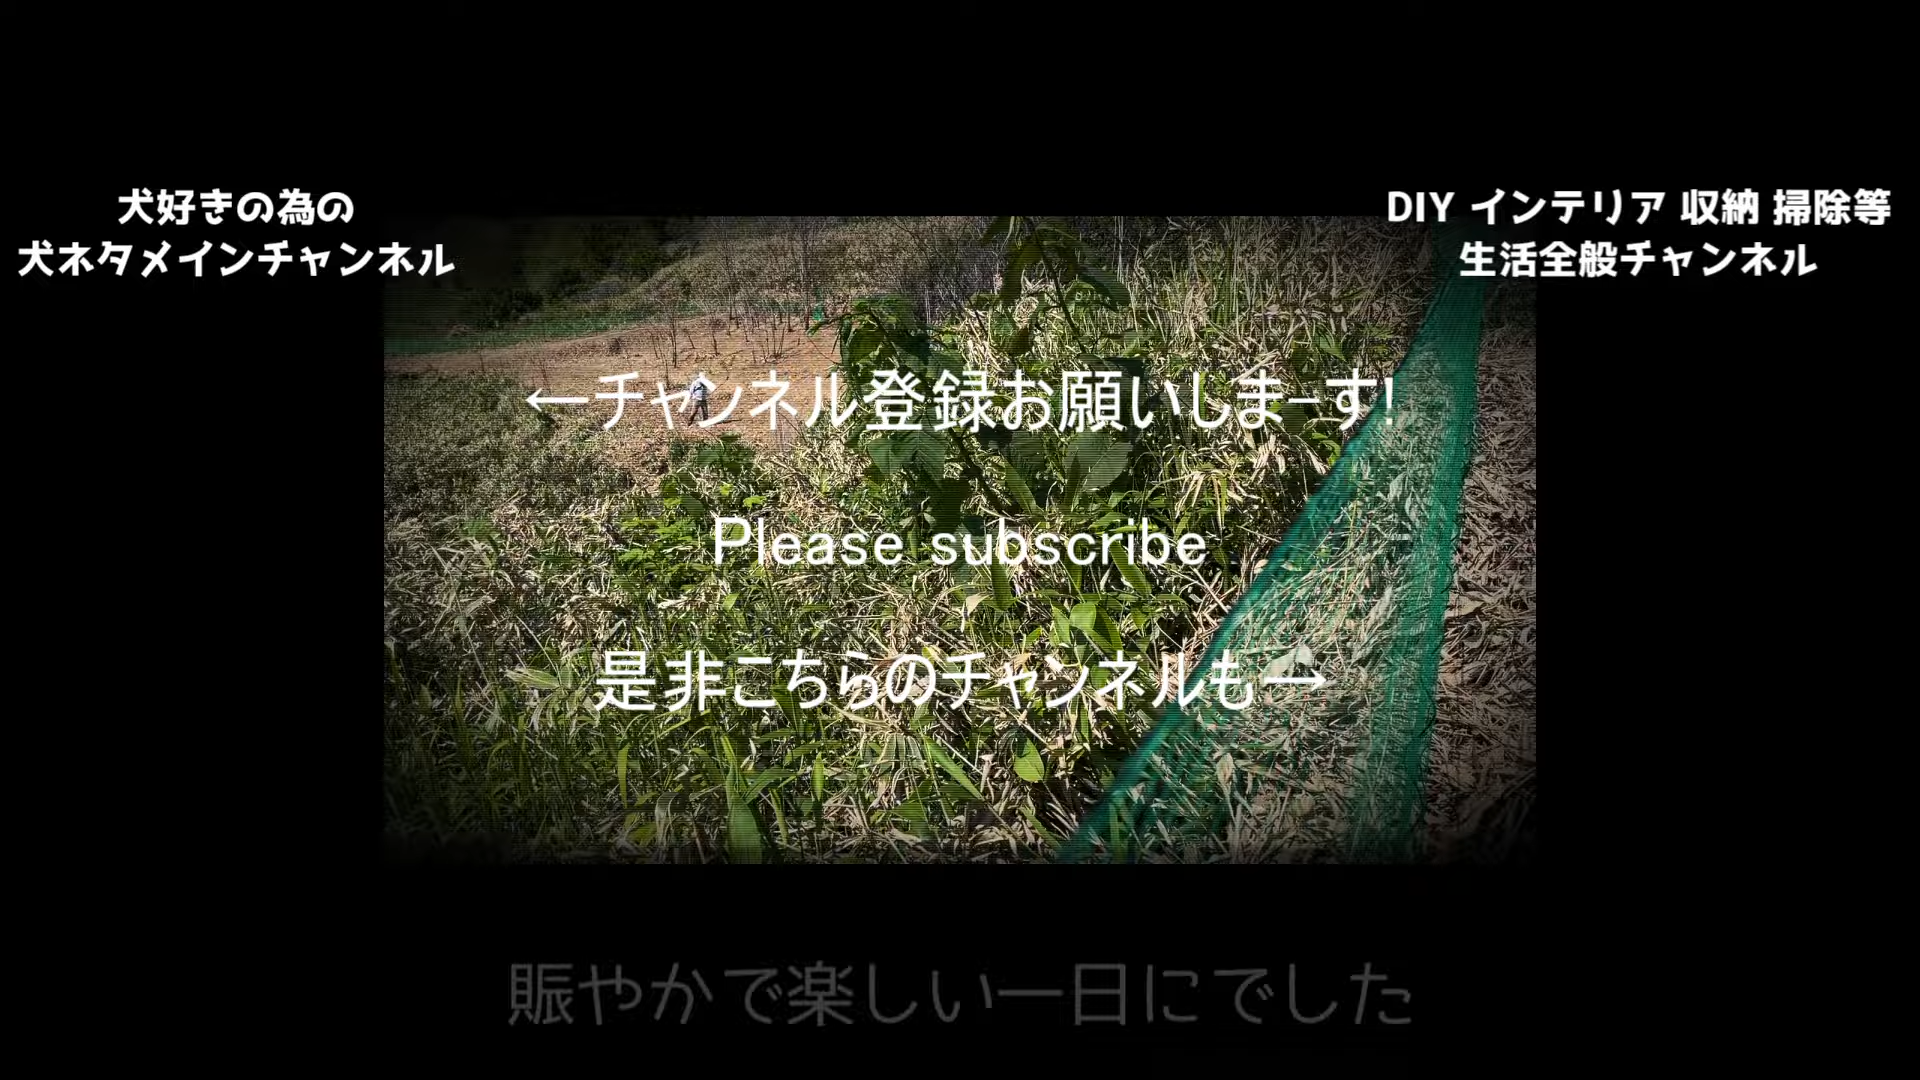 犬好きの為の
犬ネタメインチャンネル
DIY インテリア 収納 掃除等
生活全般チャンネル
←チャンネル登録お願いしまーす!
Please subscribe
是非こちらのチャンネルも→
賑やかで楽しい一日にでした